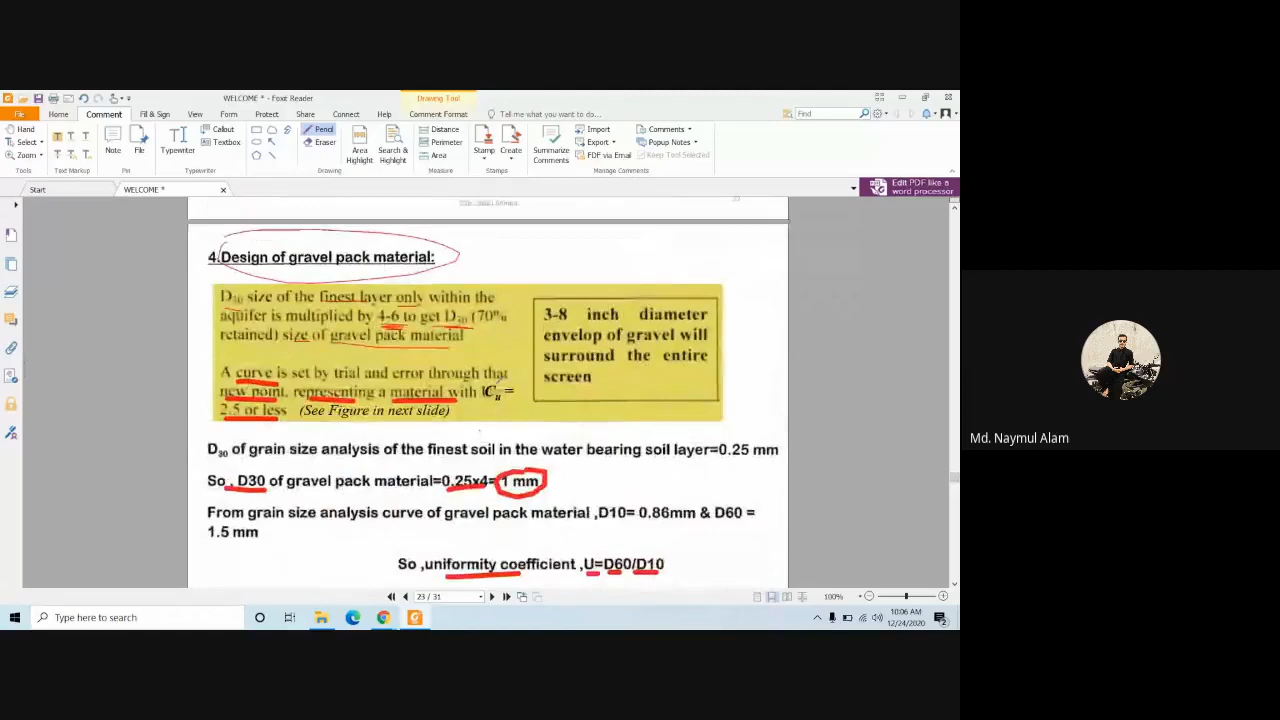 WELCOME * - Foxit Reader
Drawing Tool
File Home Comment Fill & Sign View Form Protect Share Connect Help Comment Format Tell me what you want to do... Find
Hand
Select
Zoom
Tools
Text Markup
Note
File
Pin
Typewriter
Callout
Textbox
Typewriter
Pencil
Eraser
Drawing
Area Highlight
Search & Highlight
Distance
Perimeter
Area
Measure
Stamp
Create
Stamps
Summarize Comments
Import
Export
FDF via Email
Comments
Popup Notes
Keep Tool Selected
Manage Comments
Start
WELCOME *
Edit PDF like a word processor
4.Design of gravel pack material:
D30 size of the finest layer only within the
aquifer is multiplied by 4-6 to get D30 (70%
retained) size of gravel pack material
A curve is set by trial and error through that
new point, representing a material with Cu =
2.5 or less (See Figure in next slide)
3-8 inch diameter
envelop of gravel will
surround the entire
screen
D30 of grain size analysis of the finest soil in the water bearing soil layer=0.25 mm
So , D30 of gravel pack material=0.25x4= 1 mm
From grain size analysis curve of gravel pack material ,D10= 0.86mm & D60 =
1.5 mm
So ,uniformity coefficient ,U=D60/D10
23 / 31
100%
Type here to search
10:06 AM
12/24/2020
2
Md. Naymul Alam